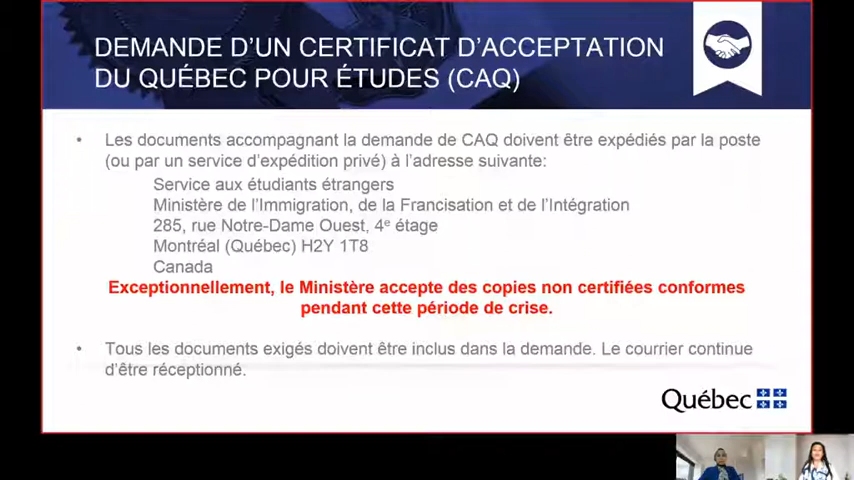 DEMANDE D’UN CERTIFICAT D’ACCEPTATION
DU QUÉBEC POUR ÉTUDES (CAQ)
• Les documents accompagnant la demande de CAQ doivent être expédiés par la poste
(ou par un service d’expédition privé) à l’adresse suivante:
Service aux étudiants étrangers
Ministère de l’Immigration, de la Francisation et de l’Intégration
285, rue Notre-Dame Ouest, 4e étage
Montréal (Québec) H2Y 1T8
Canada
Exceptionnellement, le Ministère accepte des copies non certifiées conformes
pendant cette période de crise.
• Tous les documents exigés doivent être inclus dans la demande. Le courrier continue
d’être réceptionné.
Québec